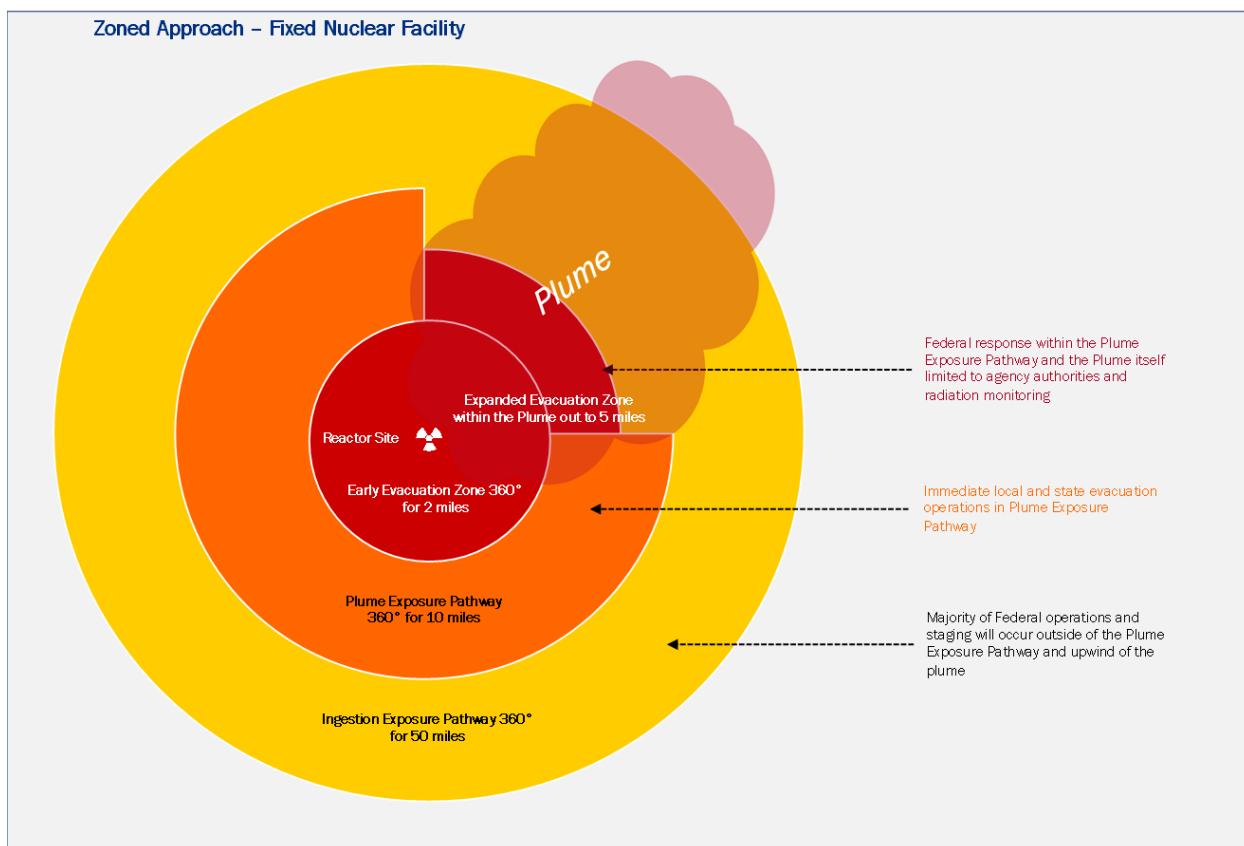 Zoned Approach – Fixed Nuclear Facility
Plume
Federal response within the Plume
Exposure Pathway and the Plume itself
limited to agency authorities and
radiation monitoring
Expanded Evacuation Zone
within the Plume out to 5 miles
Reactor Site
Early Evacuation Zone 360°
for 2 miles
Immediate local and state evacuation
operations in Plume Exposure
Pathway
Plume Exposure Pathway
360° for 10 miles
Majority of Federal operations and
staging will occur outside of the Plume
Exposure Pathway and upwind of the
plume
Ingestion Exposure Pathway 360°
for 50 miles